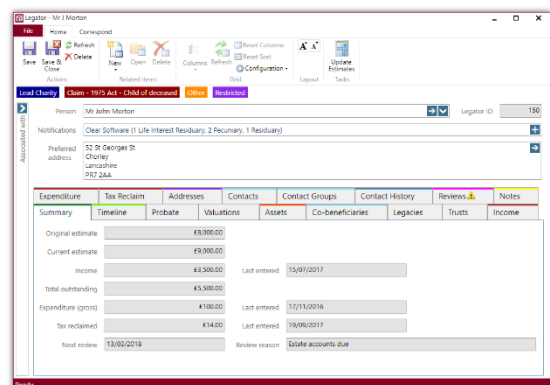 Legator - Mr J Morton
File Home Correspond
Save Save & Close Refresh Delete New Open Delete Columns Refresh Reset Columns Reset Sort Configuration Update Estimates
Actions Related items Grid Layout Tasks
Lead Charity Claim - 1975 Act - Child of deceased Other Restricted
Associated with
Person Mr John Morton Legator ID 150
Notifications Clear Software (1 Life Interest Residuary, 2 Pecuniary, 1 Residuary)
Preferred address
52 St Georges St
Chorley
Lancashire
PR7 2AA
Expenditure Tax Reclaim Addresses Contacts Contact Groups Contact History Reviews Notes
Summary Timeline Probate Valuations Assets Co-beneficiaries Legacies Trusts Income
Original estimate £8,000.00
Current estimate £9,000.00
Income £3,500.00 Last entered 15/07/2017
Total outstanding £5,500.00
Expenditure (gross) £100.00 Last entered 17/11/2016
Tax reclaimed £14.00 Last entered 19/09/2017
Next review 13/03/2018 Review reason Estate accounts due
Ready